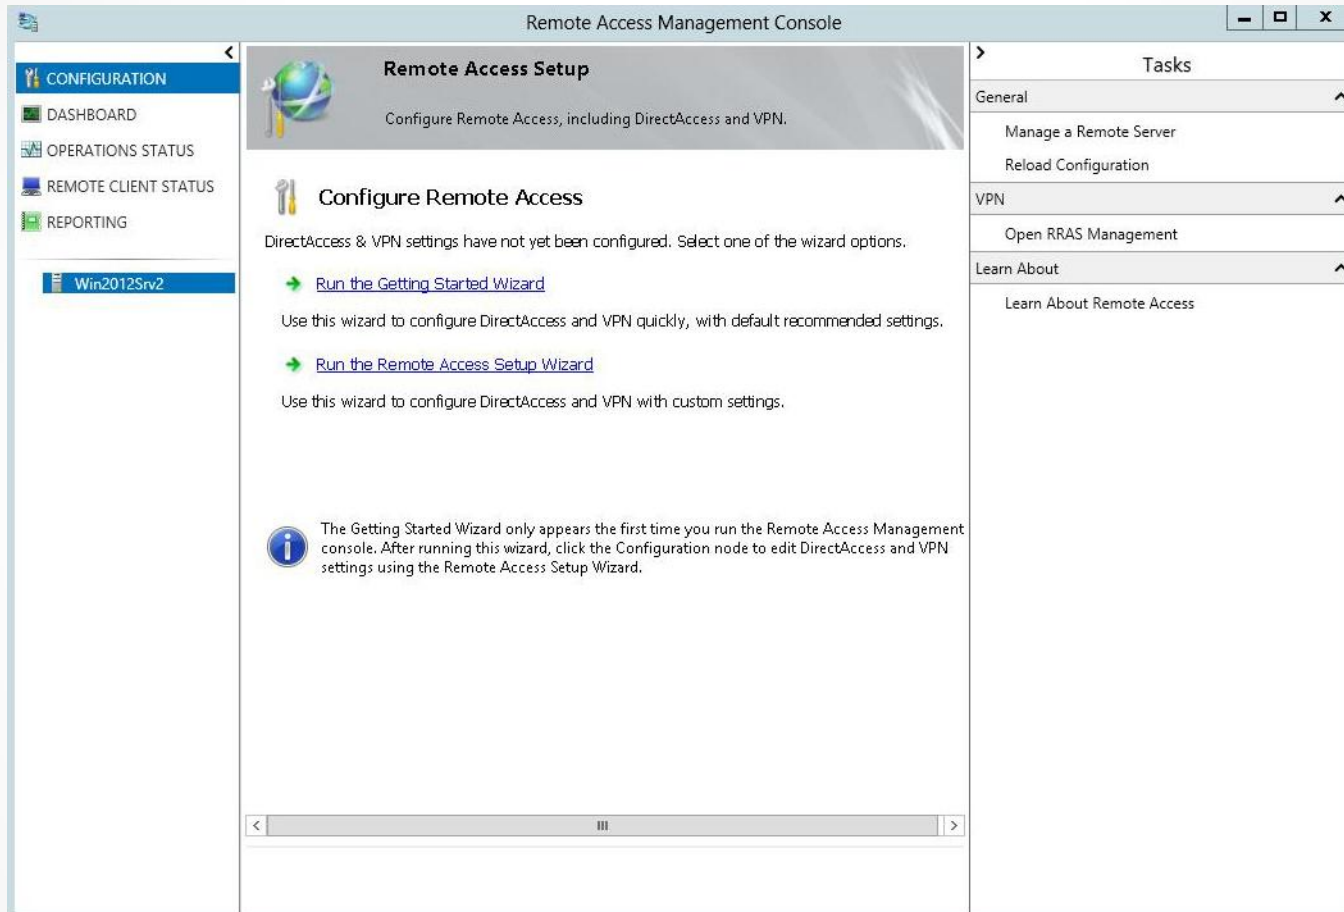 Remote Access Management Console
CONFIGURATION
DASHBOARD
OPERATIONS STATUS
REMOTE CLIENT STATUS
REPORTING
Win2012Srv2
Remote Access Setup
Configure Remote Access, including DirectAccess and VPN.
Configure Remote Access
DirectAccess & VPN settings have not yet been configured. Select one of the wizard options.
Run the Getting Started Wizard
Use this wizard to configure DirectAccess and VPN quickly, with default recommended settings.
Run the Remote Access Setup Wizard
Use this wizard to configure DirectAccess and VPN with custom settings.
The Getting Started Wizard only appears the first time you run the Remote Access Management
console. After running this wizard, click the Configuration node to edit DirectAccess and VPN
settings using the Remote Access Setup Wizard.
Tasks
General
Manage a Remote Server
Reload Configuration
VPN
Open RRAS Management
Learn About
Learn About Remote Access